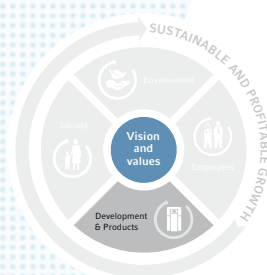 SUSTAINABLE AND PROFITABLE GROWTH
Environment
Society
Vision
and
values
Employees
Development
& Products